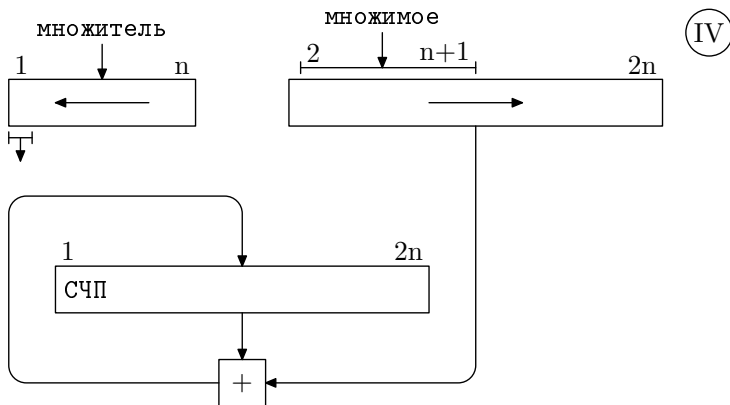 множитель
множимое
IV
1
n
2
n+1
2n
1
2n
СЧП
+